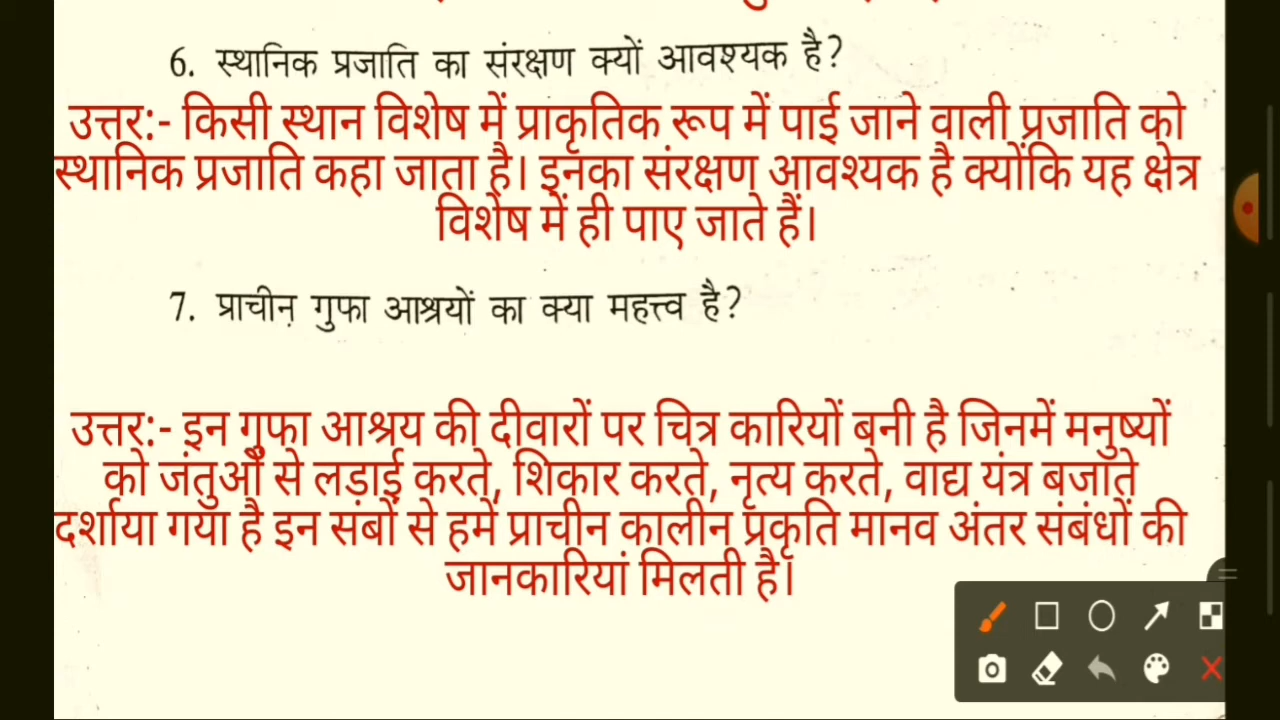 6. स्थानिक प्रजाति का संरक्षण क्यों आवश्यक है?
उत्तर:- किसी स्थान विशेष में प्राकृतिक रूप में पाई जाने वाली प्रजाति को
स्थानिक प्रजाति कहा जाता है। इनका संरक्षण आवश्यक है क्योंकि यह क्षेत्र
विशेष में ही पाए जाते हैं।
7. प्राचीन गुफा आश्रयों का क्या महत्त्व है?
उत्तर:- इन गुफा आश्रय की दीवारों पर चित्र कारियों बनी है जिनमें मनुष्यों
को जंतुओं से लड़ाई करते, शिकार करते, नृत्य करते, वाद्य यंत्र बजाते
दर्शाया गया है इन संबों से हमें प्राचीन कालीन प्रकृति मानव अंतर संबंधों की
जानकारियां मिलती है।